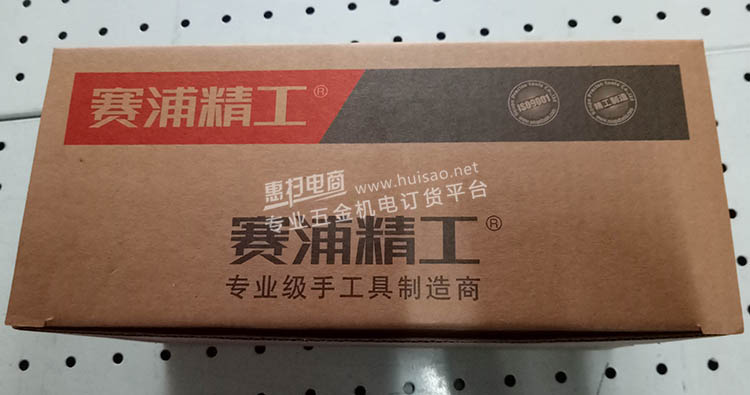 赛浦精工®
ISO9001
精工制造
惠扫电商 www.huisao.net
专业五金机电订货平台
赛浦精工®
专业级手工具制造商